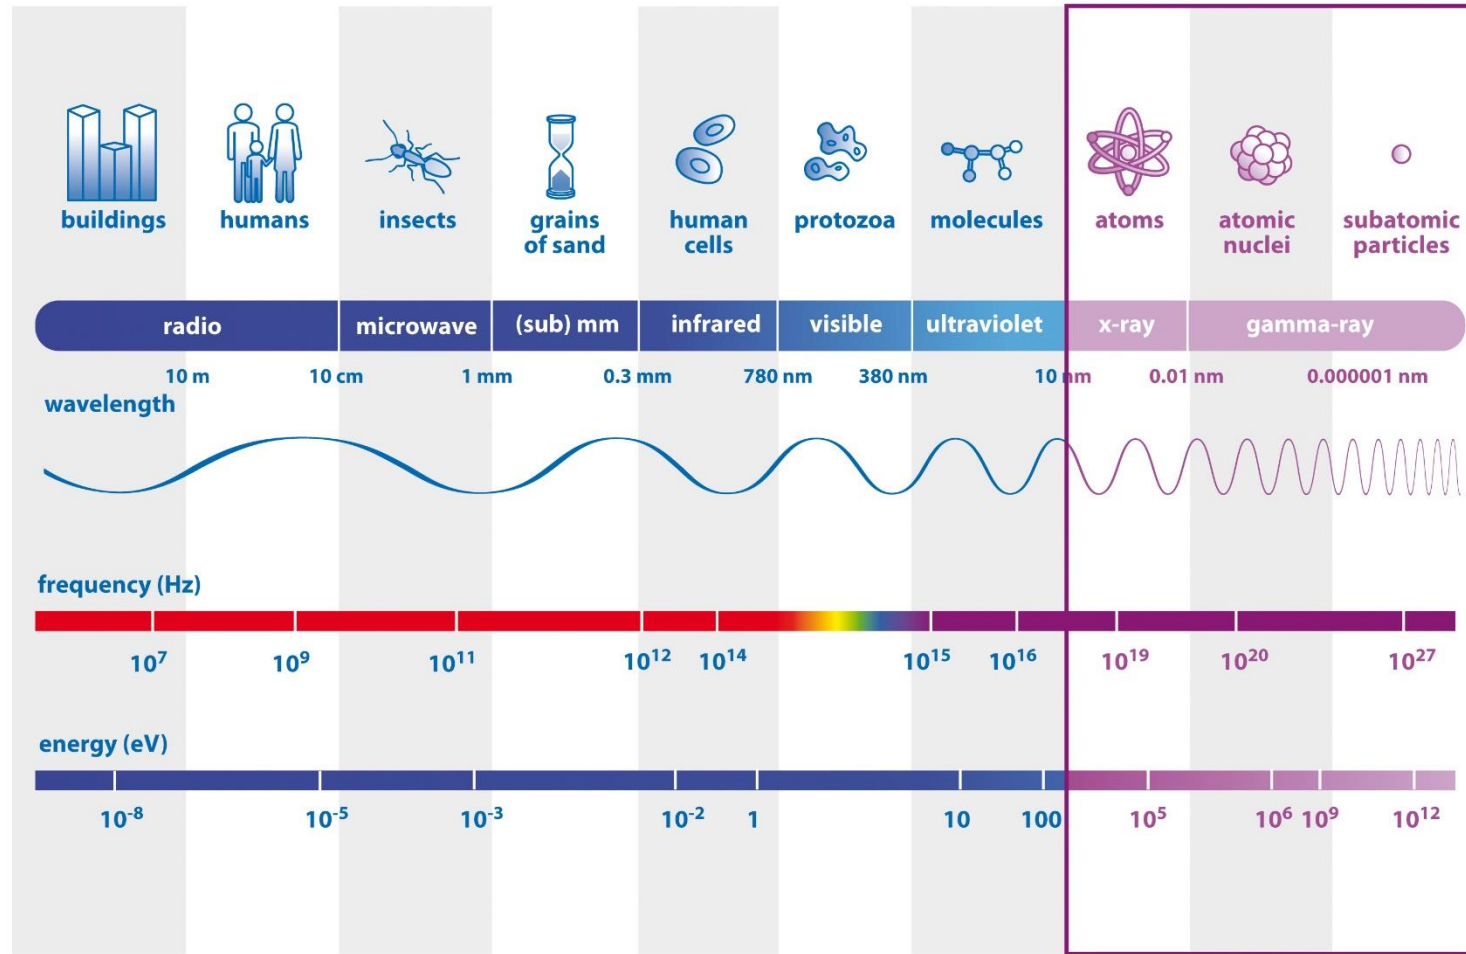 buildings
humans
insects
grains
of sand
human
cells
protozoa
molecules
atoms
atomic
nuclei
subatomic
particles
radio
microwave
(sub) mm
infrared
visible
ultraviolet
x-ray
gamma-ray
10 m
10 cm
1 mm
0.3 mm
780 nm
380 nm
10 nm
0.01 nm
0.000001 nm
wavelength
frequency (Hz)
10⁷
10⁹
10¹¹
10¹²
10¹⁴
10¹⁵
10¹⁶
10¹⁹
10²⁰
10²⁷
energy (eV)
10⁻⁸
10⁻⁵
10⁻³
10⁻²
1
10
100
10⁵
10⁶
10⁹
10¹²